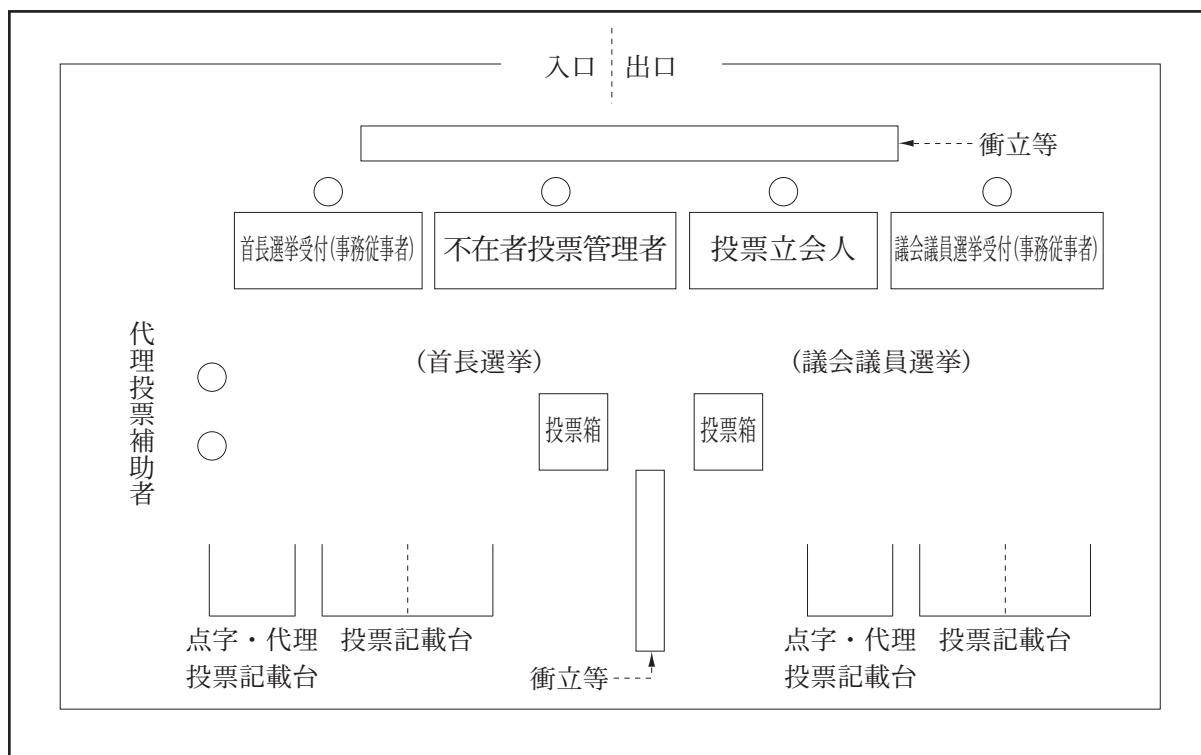 入口 出口
衝立等
首長選挙受付(事務従事者) 不在者投票管理者 投票立会人 議会議員選挙受付(事務従事者)
代理投票補助者
(首長選挙) (議会議員選挙)
投票箱 投票箱
点字・代理
投票記載台
投票記載台
点字・代理
投票記載台
投票記載台
衝立等